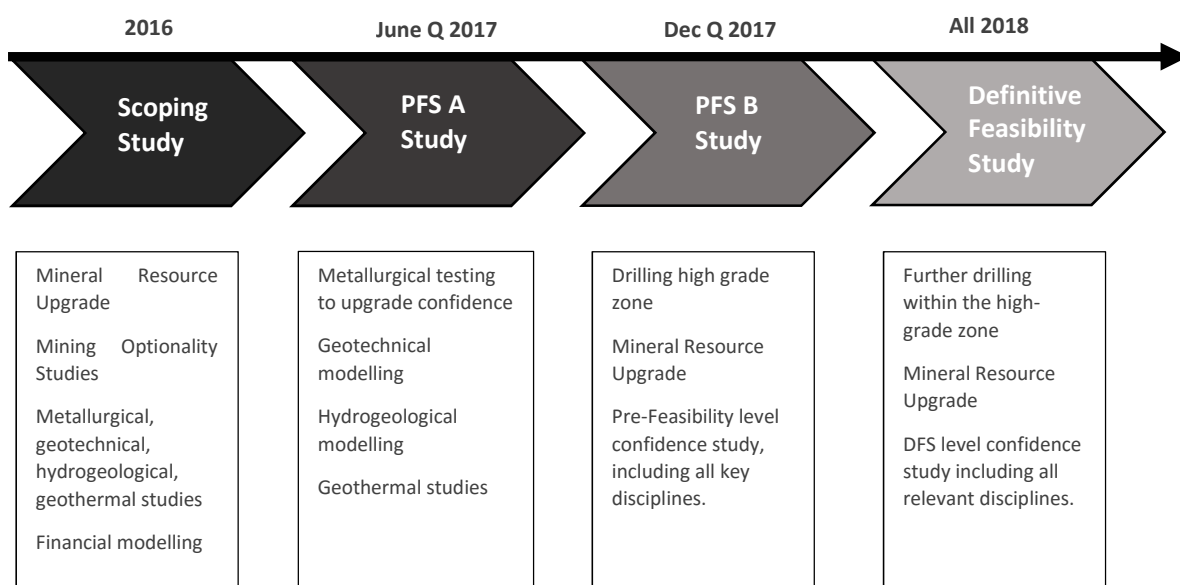 2016
June Q 2017
Dec Q 2017
All 2018
Scoping
Study
PFS A
Study
PFS B
Study
Definitive
Feasibility
Study
Mineral Resource
Upgrade
Mining Optionality
Studies
Metallurgical,
geotechnical,
hydrogeological,
geothermal studies
Financial modelling
Metallurgical testing
to upgrade confidence
Geotechnical
modelling
Hydrogeological
modelling
Geothermal studies
Drilling high grade
zone
Mineral Resource
Upgrade
Pre-Feasibility level
confidence study,
including all key
disciplines.
Further drilling
within the high-
grade zone
Mineral Resource
Upgrade
DFS level confidence
study including all
relevant disciplines.